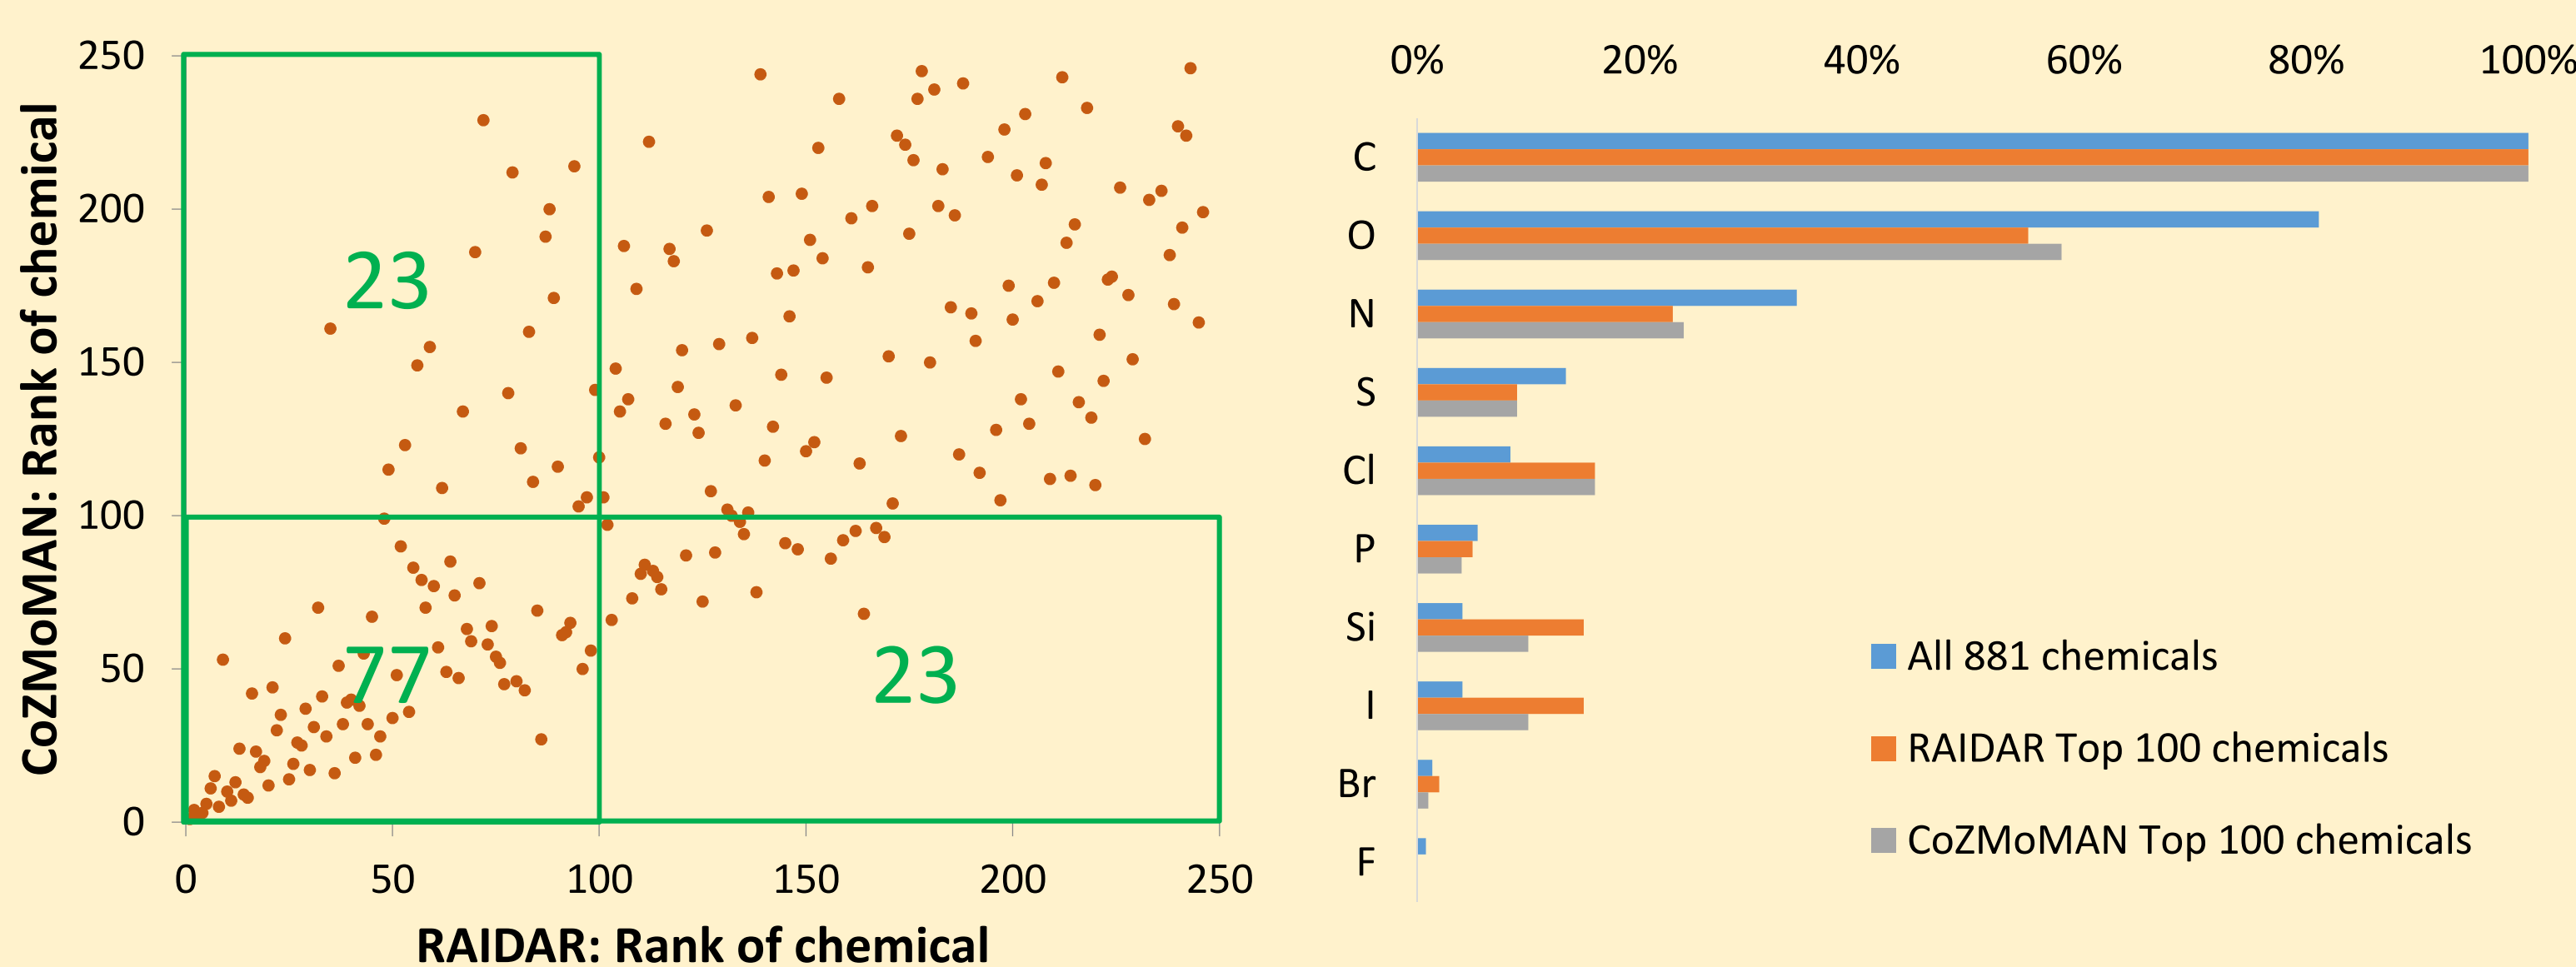 CoZMoMAN: Rank of chemical
250
200
150
100
50
0
23
77
23
0 50 100 150 200 250
RAIDAR: Rank of chemical
0% 20% 40% 60% 80% 100%
C
O
N
S
Cl
P
Si
I
Br
F
All 881 chemicals
RAIDAR Top 100 chemicals
CoZMoMAN Top 100 chemicals